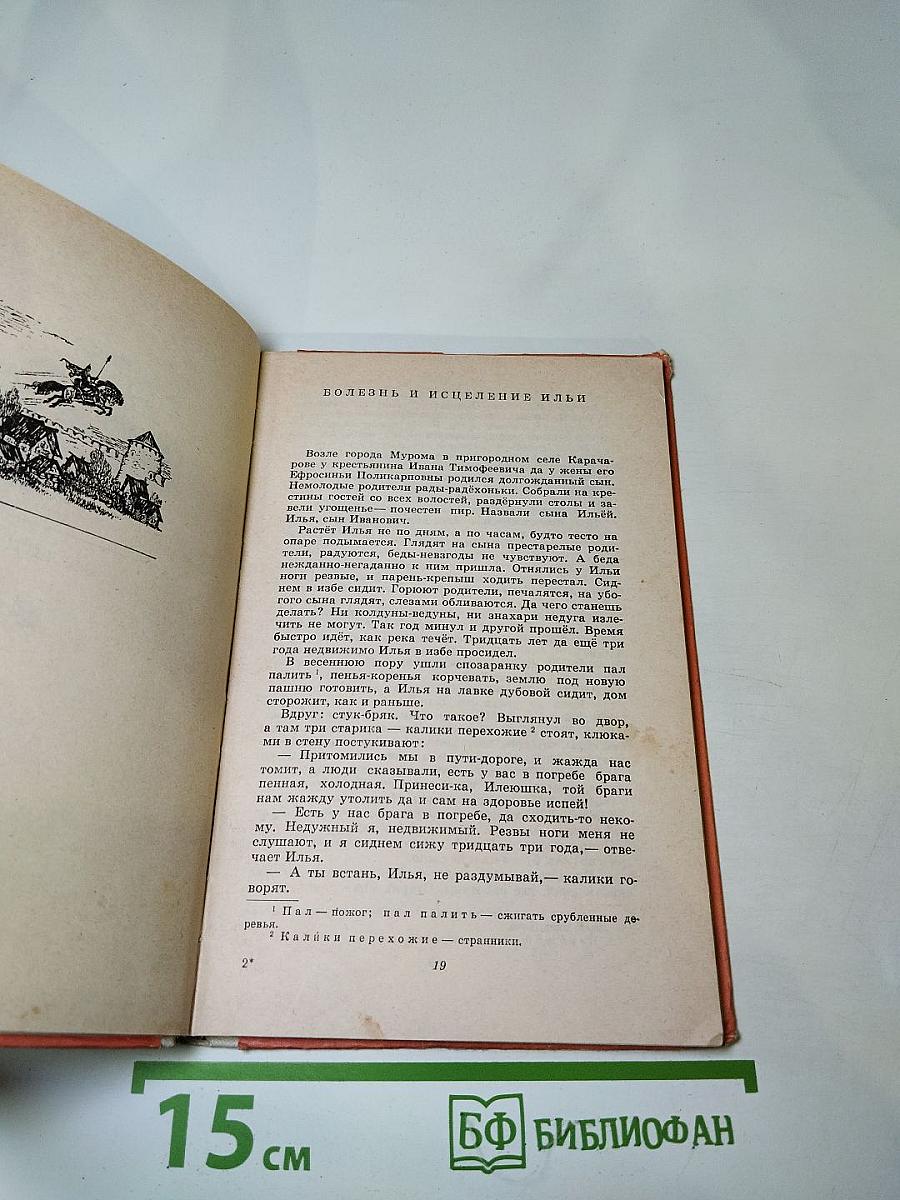 БОЛЕЗНЬ И ИСЦЕЛЕНИЕ ИЛЬИ
Возле города Мурома в пригородном селе Карача-
рове у крестьянина Ивана Тимофеевича да у жены его
Ефросиньи Поликарповны родился долгожданный сын.
Немолодые родители рады-радёхоньки. Собрали на кре-
стины гостей со всех волостей, раздёрнули столы и за-
вели угощенье— почестен пир. Назвали сына Ильёй.
Илья, сын Иванович.
Растёт Илья не по дням, а по часам, будто тесто на
опаре подымается. Глядят на сына престарелые роди-
тели, радуются, беды-невзгоды не чувствуют. А беда
нежданно-негаданно к ним пришла. Отнялись у Ильи
ноги резвые, и парень-крепыш ходить перестал. Сид-
нем в избе сидит. Горюют родители, печалятся, на убо-
гого сына глядят, слезами обливаются. Да чего станешь
делать? Ни колдуны-ведуны, ни знахари недуга изле-
чить не могут. Так год минул и другой прошёл. Время
быстро идёт, как река течёт. Тридцать лет да ещё три
года недвижимо Илья в избе просидел.
В весеннюю пору ушли спозаранку родители пал
палить ¹, пенья-коренья корчевать, землю под новую
пашню готовить, а Илья на лавке дубовой сидит, дом
сторожит, как и раньше.
Вдруг: стук-бряк. Что такое? Выглянул во двор,
а там три старика — калики перехожие ² стоят, клюка-
ми в стену постукивают:
— Притомились мы в пути-дороге, и жажда нас
томит, а люди сказывали, есть у вас в погребе брага
пенная, холодная. Принеси-ка, Илеюшка, той браги
нам жажду утолить да и сам на здоровье испей!
— Есть у нас брага в погребе, да сходить-то неко-
му. Недужный я, недвижимый. Резвы ноги меня не
слушают, и я сиднем сижу тридцать три года,— отве-
чает Илья.
— А ты встань, Илья, не раздумывай,— калики го-
ворят.
¹ Пал — пожог; пал палить — сжигать срубленные де-
ревья.
² Кали́ки перехожие — странники.
2*
19
15 см
БФ БИБЛИОФАН